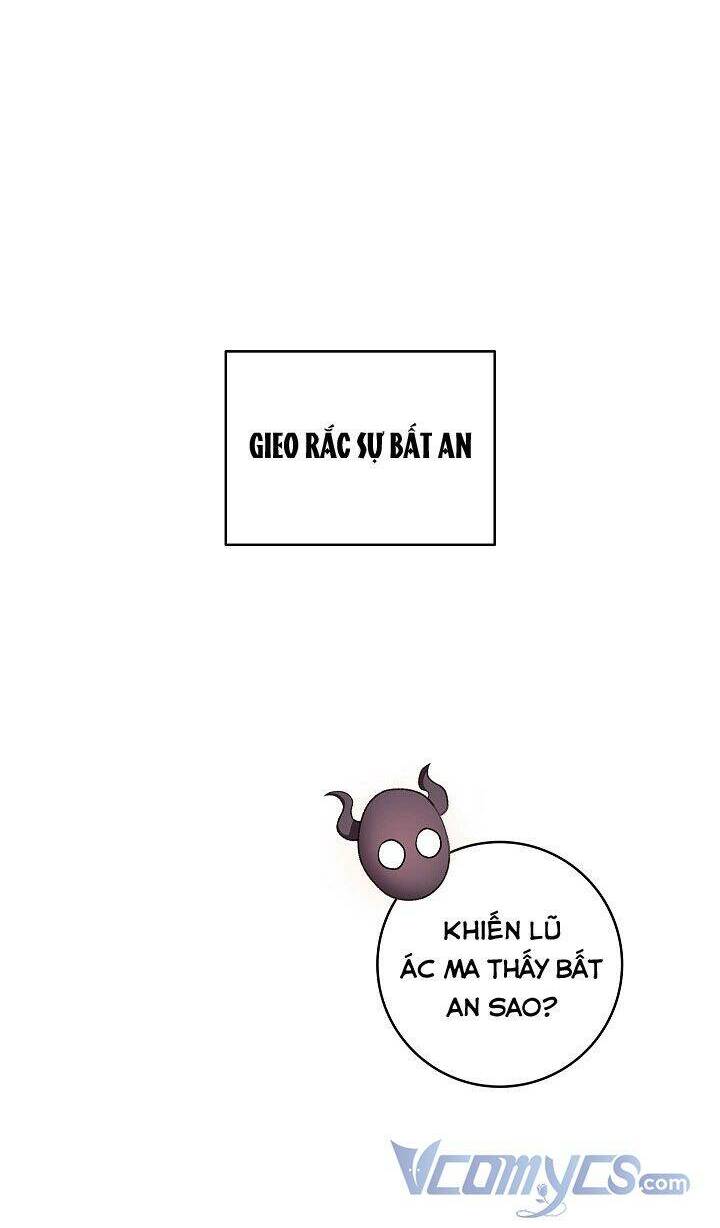 GIEO RẮC SỰ BẤT AN
KHIẾN LŨ
ÁC MA THẤY BẤT
AN SAO?
VCOMYCS.com